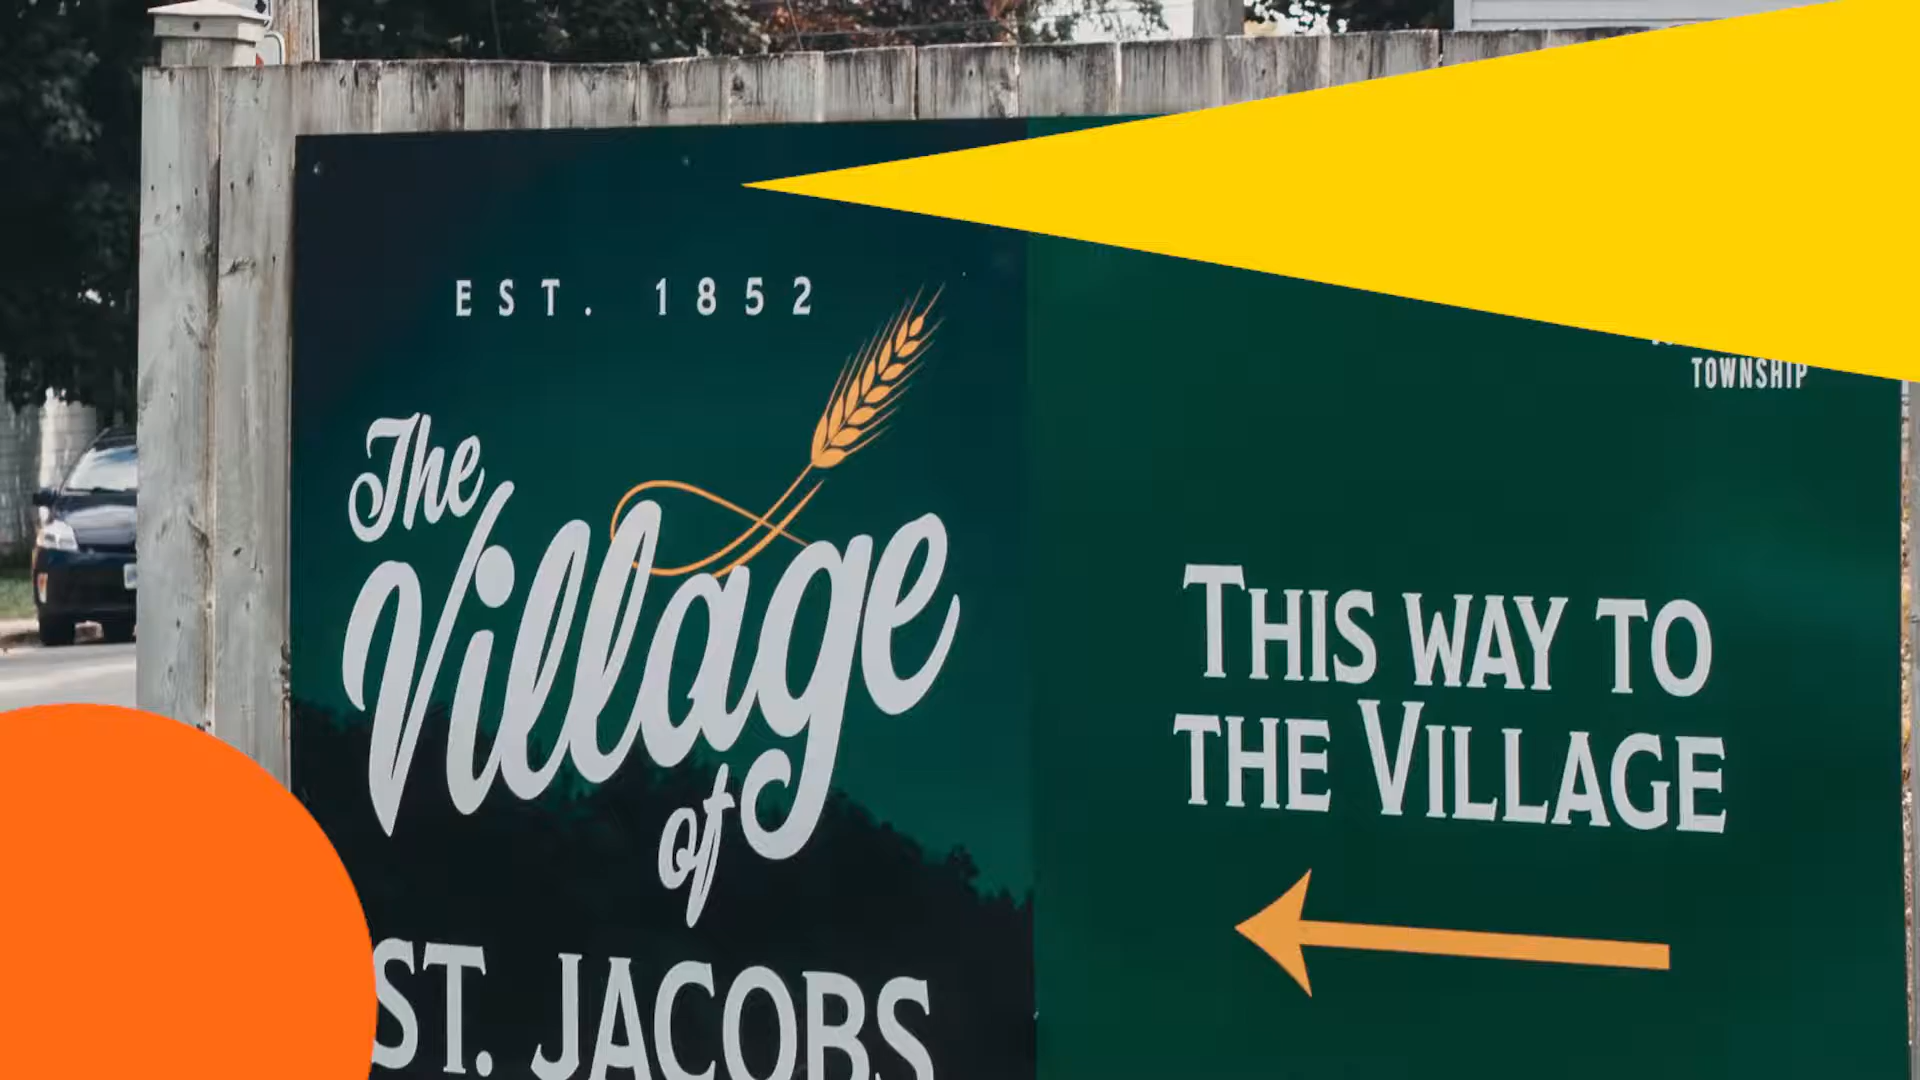 EST. 1852
The
Village
of
ST. JACOBS
TOWNSHIP
THIS WAY TO
THE VILLAGE